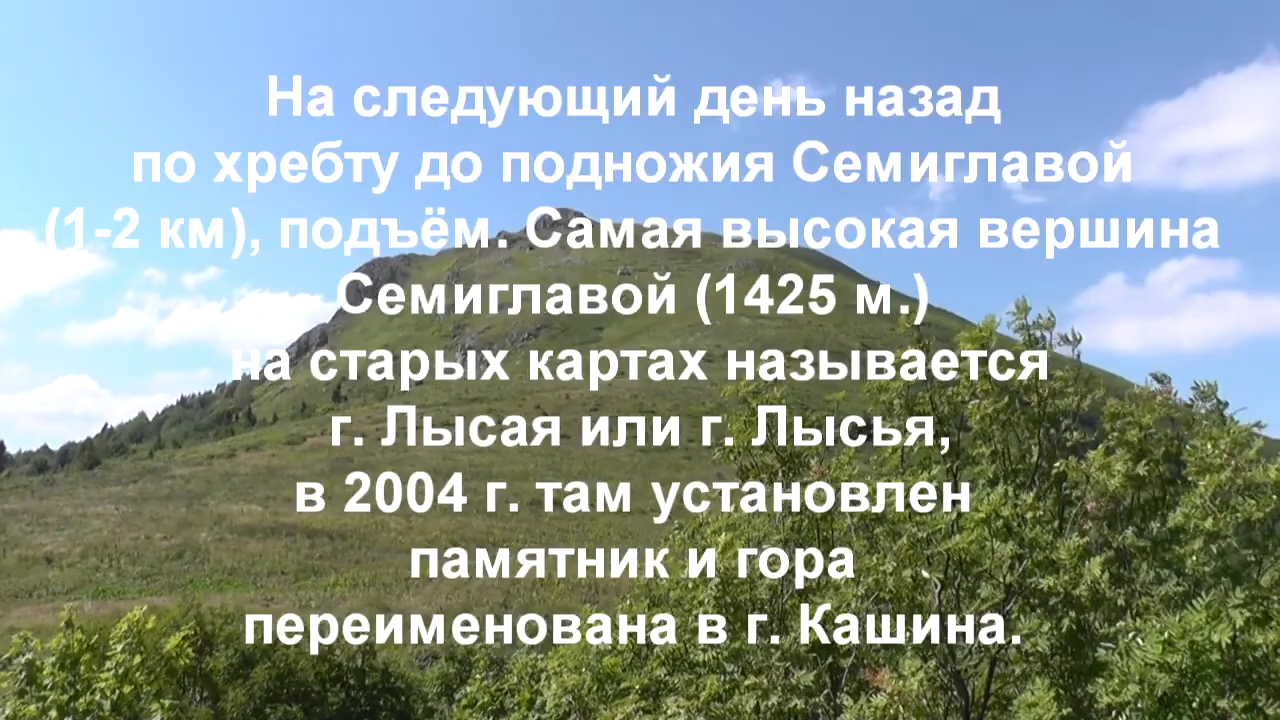 На следующий день назад
по хребту до подножия Семиглавой
(1-2 км), подъём. Самая высокая вершина
Семиглавой (1425 м.)
на старых картах называется
г. Лысая или г. Лысья,
в 2004 г. там установлен
памятник и гора
переименована в г. Кашина.